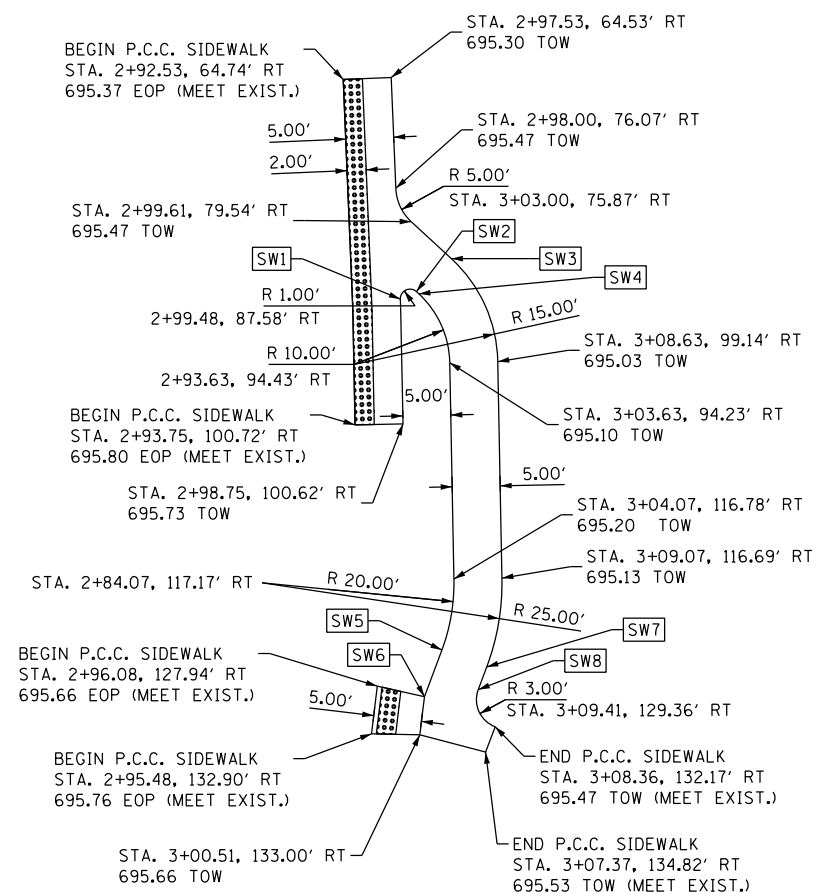 STA. 2+97.53, 64.53' RT
695.30 TOW
BEGIN P.C.C. SIDEWALK
STA. 2+92.53, 64.74' RT
695.37 EOP (MEET EXIST.)
STA. 2+98.00, 76.07' RT
695.47 TOW
5.00'
2.00'
R 5.00'
STA. 3+03.00, 75.87' RT
STA. 2+99.61, 79.54' RT
695.47 TOW
SW2
SW1
SW3
SW4
R 1.00'
2+99.48, 87.58' RT
R 15.00'
R 10.00'
2+93.63, 94.43' RT
STA. 3+08.63, 99.14' RT
695.03 TOW
5.00'
BEGIN P.C.C. SIDEWALK
STA. 2+93.75, 100.72' RT
695.80 EOP (MEET EXIST.)
STA. 3+03.63, 94.23' RT
695.10 TOW
STA. 2+98.75, 100.62' RT
695.73 TOW
5.00'
STA. 3+04.07, 116.78' RT
695.20 TOW
STA. 3+09.07, 116.69' RT
695.13 TOW
STA. 2+84.07, 117.17' RT
R 20.00'
R 25.00'
SW5
SW7
SW6
SW8
BEGIN P.C.C. SIDEWALK
STA. 2+96.08, 127.94' RT
695.66 EOP (MEET EXIST.)
R 3.00'
STA. 3+09.41, 129.36' RT
5.00'
BEGIN P.C.C. SIDEWALK
STA. 2+95.48, 132.90' RT
695.76 EOP (MEET EXIST.)
END P.C.C. SIDEWALK
STA. 3+08.36, 132.17' RT
695.47 TOW (MEET EXIST.)
STA. 3+00.51, 133.00' RT
695.66 TOW
END P.C.C. SIDEWALK
STA. 3+07.37, 134.82' RT
695.53 TOW (MEET EXIST.)